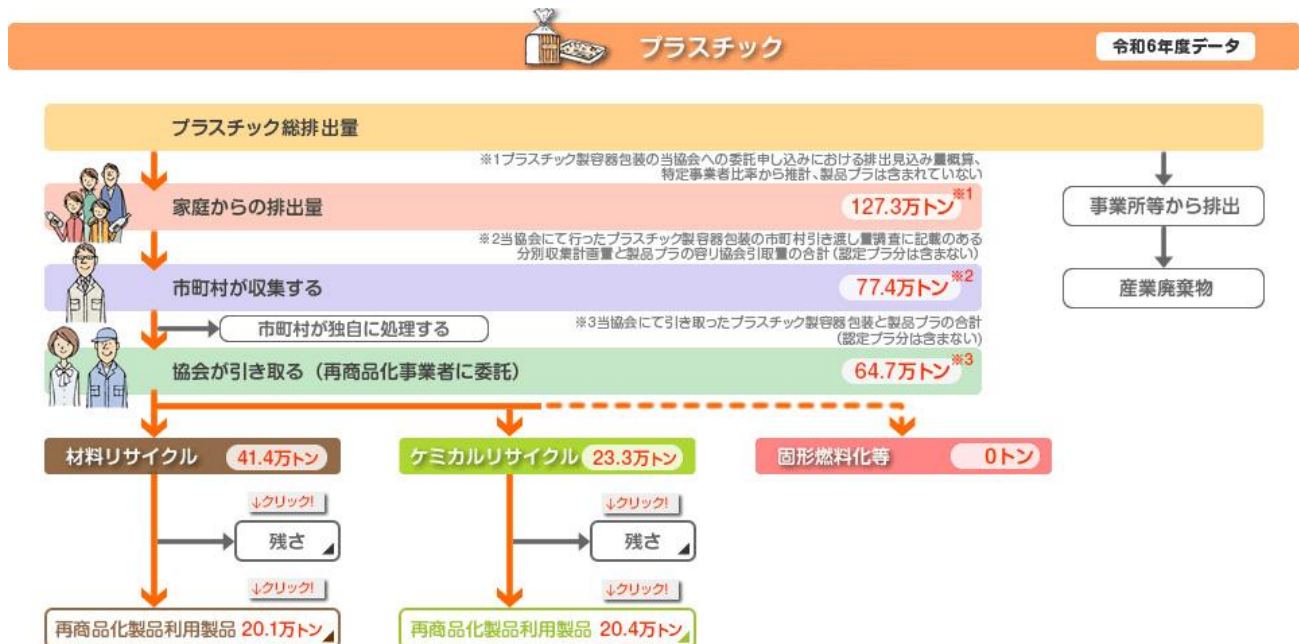 プラスチック
令和6年度データ
プラスチック総排出量
※1プラスチック製容器包装の当協会への委託申し込みにおける排出見込み量概算、
特定事業者比率から推計、製品プラは含まれていない
家庭からの排出量
127.3万トン※1
事業所等から排出
※2当協会にて行ったプラスチック製容器包装の市町村引き渡し量調査に記載のある
分別収集計画量と製品プラの容リ協会引取量の合計(認定プラ分は含まない)
市町村が収集する
77.4万トン※2
産業廃棄物
市町村が独自に処理する
※3当協会にて引き取ったプラスチック製容器包装と製品プラの合計
(認定プラ分は含まない)
協会が引き取る(再商品化事業者に委託)
64.7万トン※3
材料リサイクル 41.4万トン
ケミカルリサイクル 23.3万トン
固形燃料化等 0トン
↓クリック!
↓クリック!
残さ
残さ
↓クリック!
↓クリック!
再商品化製品利用製品 20.1万トン
再商品化製品利用製品 20.4万トン